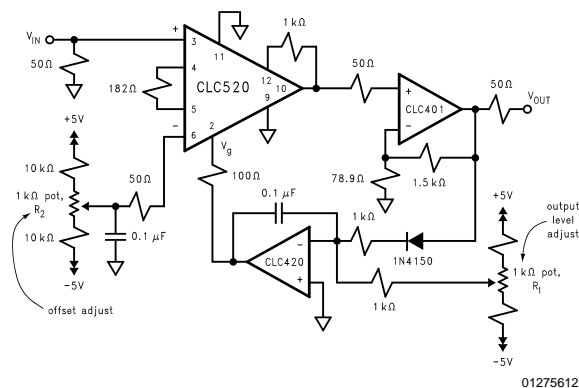 V_IN
+
50Ω
3
4
5
6
-
182Ω
CLC520
11
12
10
9
2
V_g
1 kΩ
50Ω
+
CLC401
-
50Ω
V_OUT
78.9Ω
1.5 kΩ
+5V
10 kΩ
1 kΩ pot,
R_2
10 kΩ
-5V
50Ω
0.1 μF
offset adjust
100Ω
0.1 μF
CLC420
-
+
1 kΩ
1N4150
1 kΩ
+5V
output
level
adjust
1 kΩ pot,
R_1
-5V
01275612